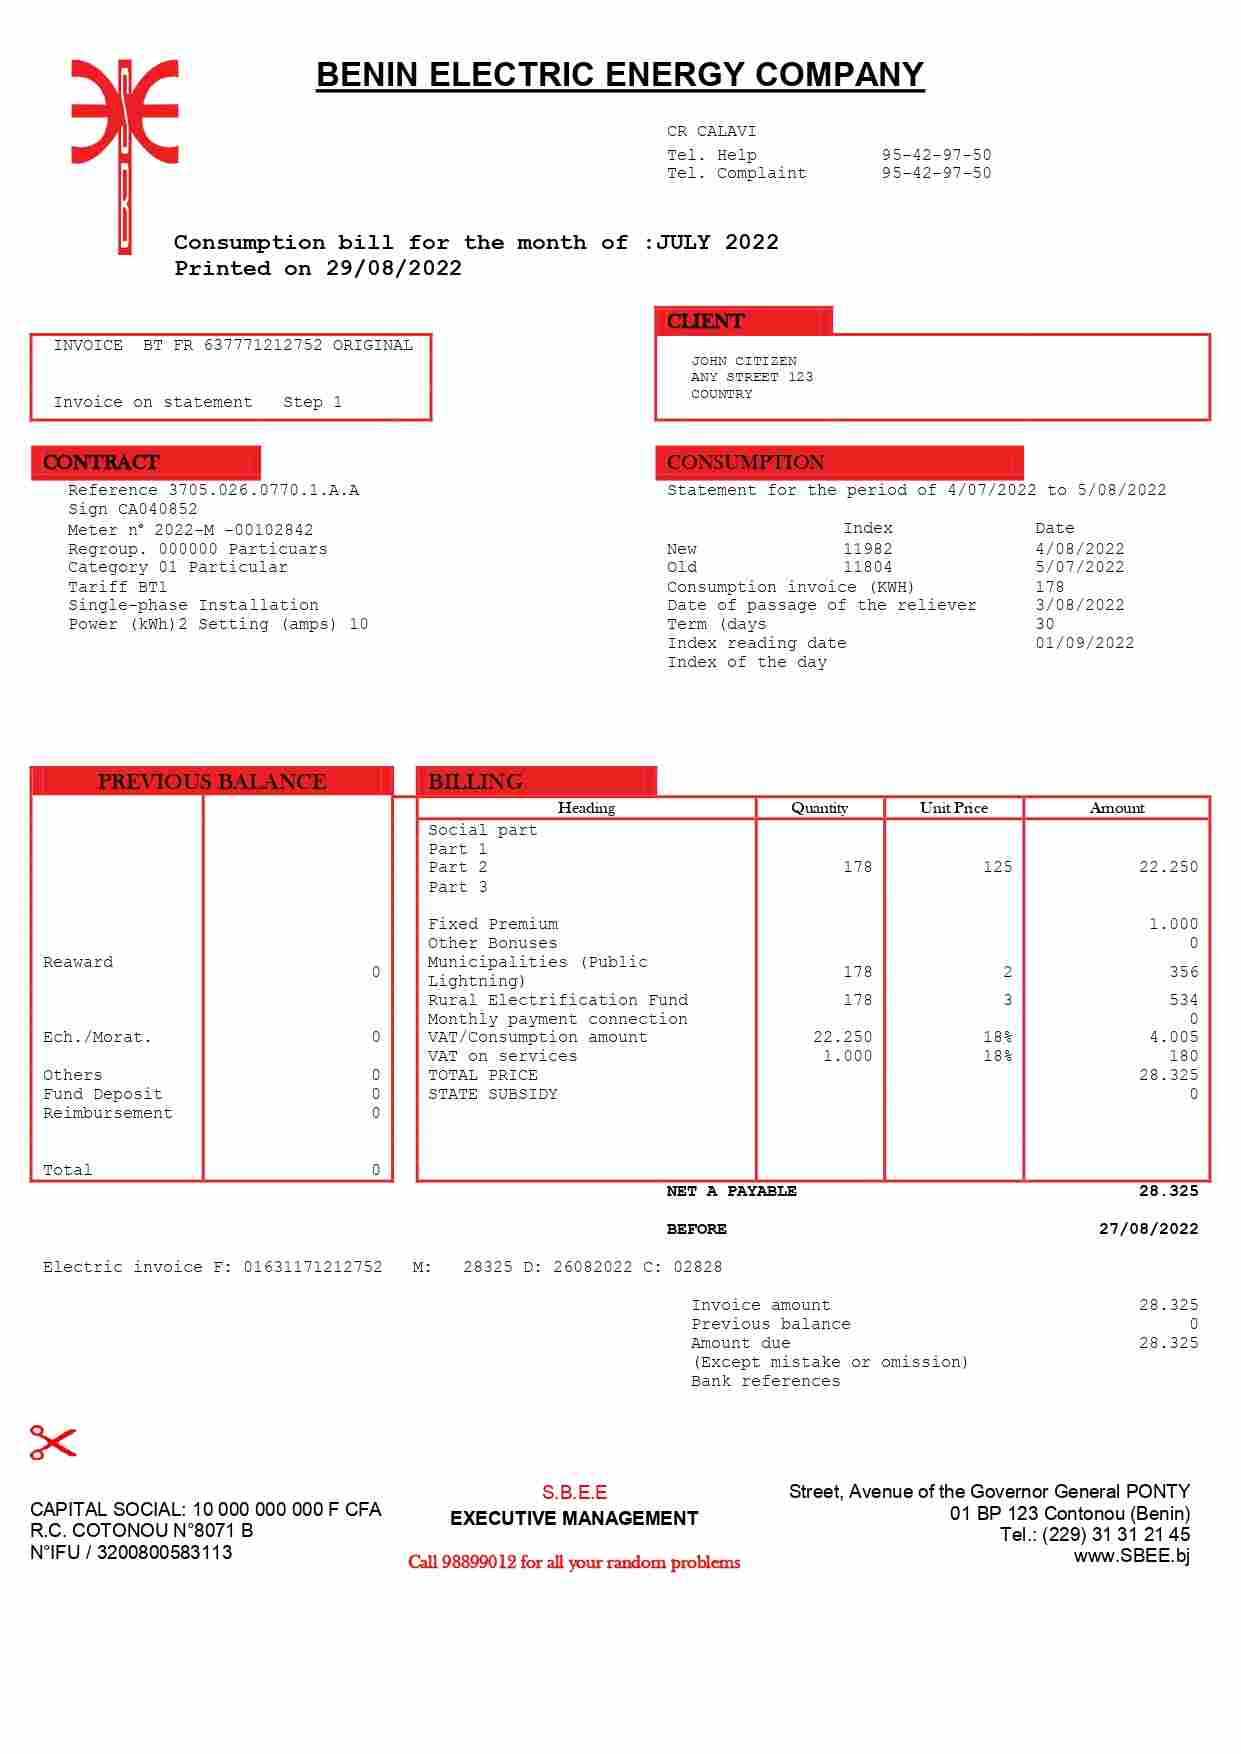 BENIN ELECTRIC ENERGY COMPANY
CR CALAVI
Tel. Help 95-42-97-50
Tel. Complaint 95-42-97-50
Consumption bill for the month of :JULY 2022
Printed on 29/08/2022
CLIENT
INVOICE BT FR 637771212752 ORIGINAL
Invoice on statement Step 1
JOHN CITIZEN
ANY STREET 123
COUNTRY
CONTRACT
Reference 3705.026.0770.1.A.A
Sign CA040852
Meter n° 2022-M -00102842
Regroup. 000000 Particuars
Category 01 Particular
Tariff BT1
Single-phase Installation
Power (kWh)2 Setting (amps) 10
CONSUMPTION
Statement for the period of 4/07/2022 to 5/08/2022
Index Date
New 11982 4/08/2022
Old 11804 5/07/2022
Consumption invoice (KWH) 178
Date of passage of the reliever 3/08/2022
Term (days 30
Index reading date 01/09/2022
Index of the day
PREVIOUS BALANCE
Reaward 0
Ech./Morat. 0
Others 0
Fund Deposit 0
Reimbursement 0
Total 0
BILLING
Heading Quantity Unit Price Amount
Social part
Part 1
Part 2 178 125 22.250
Part 3
Fixed Premium 1.000
Other Bonuses 0
Municipalities (Public
Lightning) 178 2 356
Rural Electrification Fund 178 3 534
Monthly payment connection 0
VAT/Consumption amount 22.250 18% 4.005
VAT on services 1.000 18% 180
TOTAL PRICE 28.325
STATE SUBSIDY 0
NET A PAYABLE 28.325
BEFORE 27/08/2022
Electric invoice F: 01631171212752 M: 28325 D: 26082022 C: 02828
Invoice amount 28.325
Previous balance 0
Amount due 28.325
(Except mistake or omission)
Bank references
CAPITAL SOCIAL: 10 000 000 000 F CFA
R.C. COTONOU N°8071 B
N°IFU / 3200800583113
S.B.E.E
EXECUTIVE MANAGEMENT
Call 98899012 for all your random problems
Street, Avenue of the Governor General PONTY
01 BP 123 Contonou (Benin)
Tel.: (229) 31 31 21 45
www.SBEE.bj